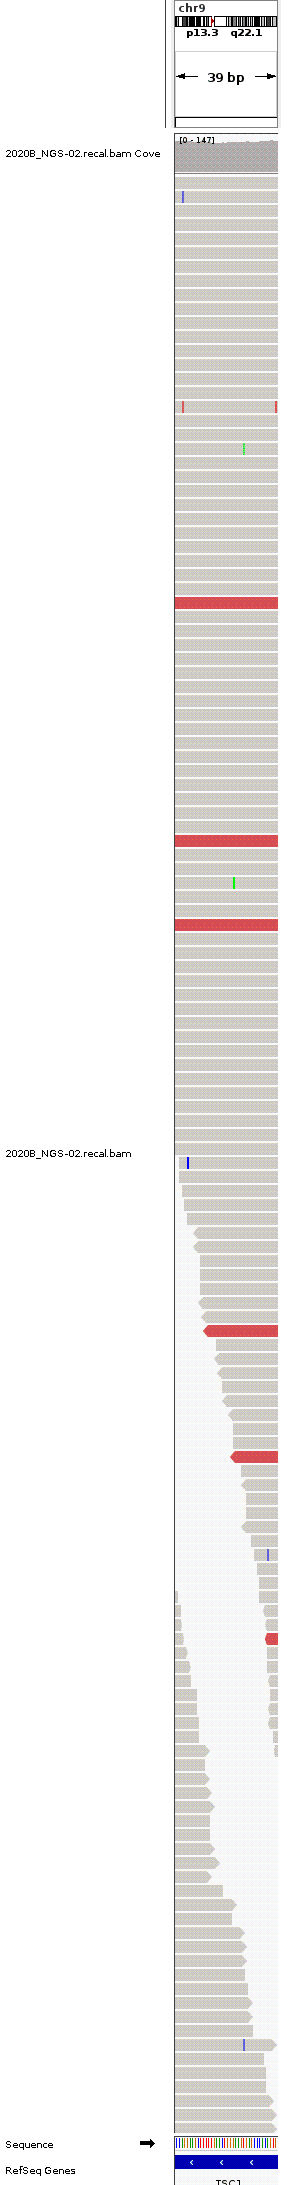 chr9
p13.3 q22.1
39 bp
[0 - 147]
2020B_NGS-02.recal.bam Cove
2020B_NGS-02.recal.bam
Sequence
RefSeq Genes
TSC1